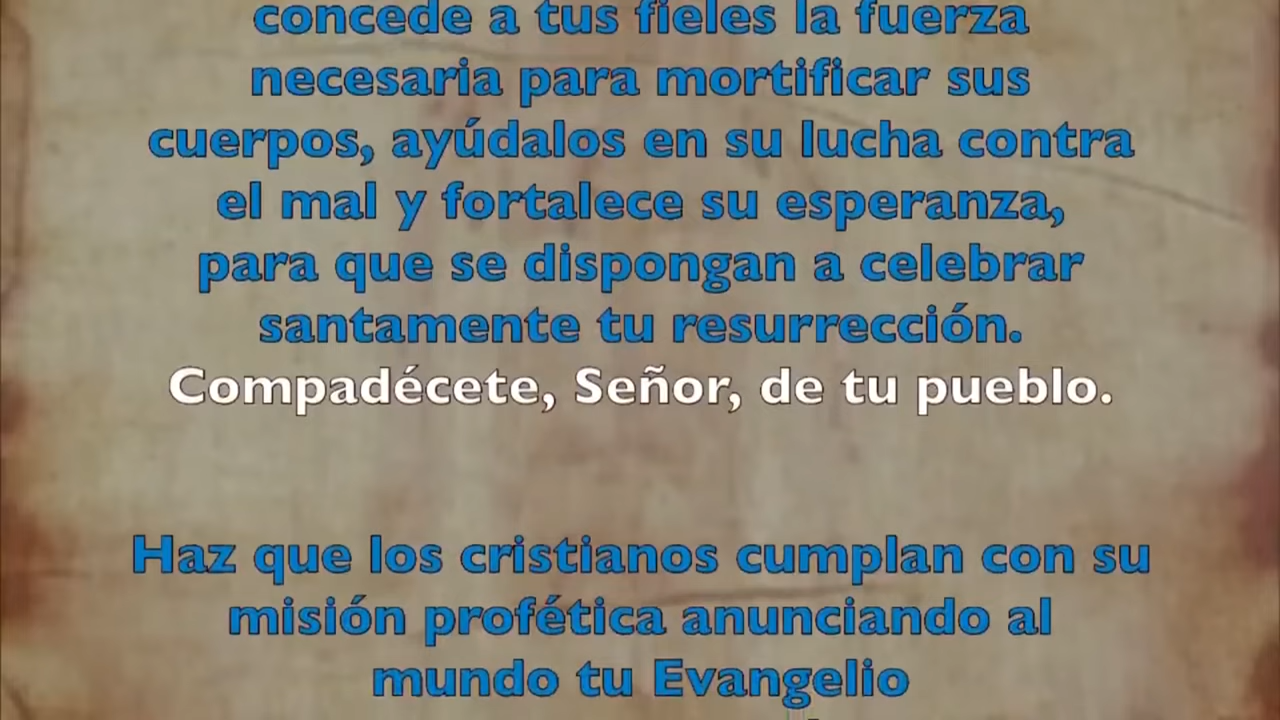 concede a tus fieles la fuerza
necesaria para mortificar sus
cuerpos, ayúdalos en su lucha contra
el mal y fortalece su esperanza,
para que se dispongan a celebrar
santamente tu resurrección.
Compadécete, Señor, de tu pueblo.
Haz que los cristianos cumplan con su
misión profética anunciando al
mundo tu Evangelio